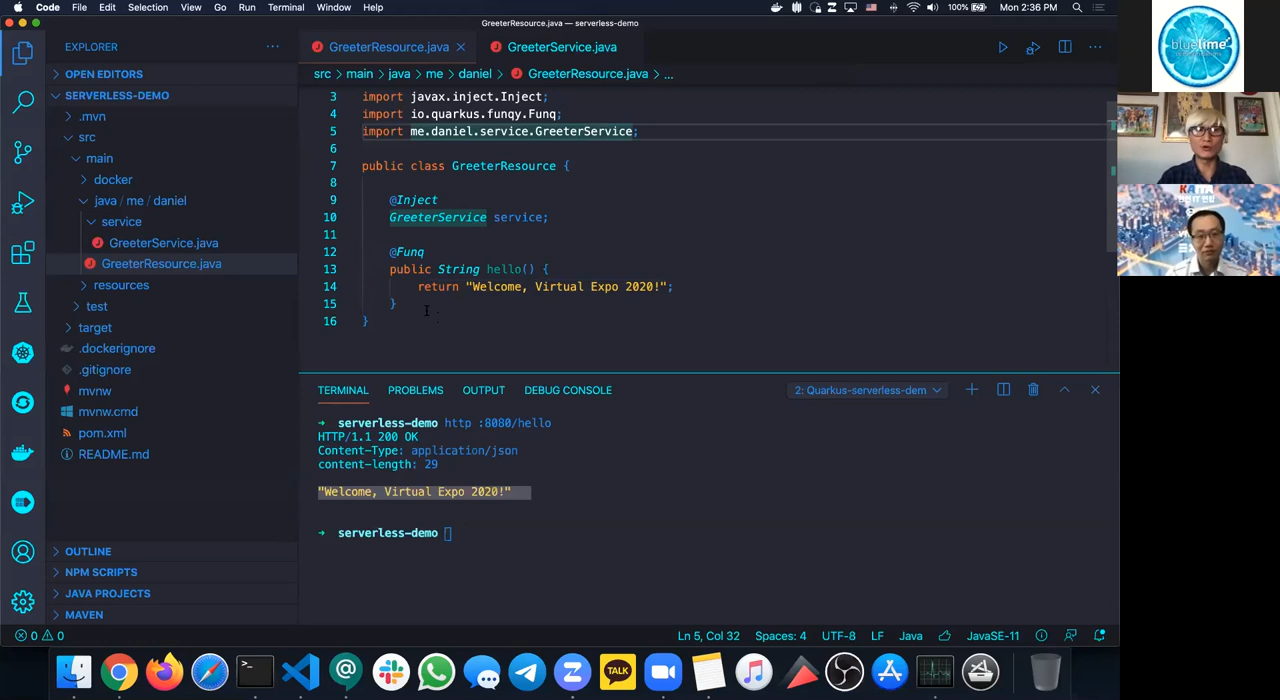 Code File Edit Selection View Go Run Terminal Window Help
100% Mon 2:36 PM
GreeterResource.java — serverless-demo
EXPLORER
OPEN EDITORS
SERVERLESS-DEMO
.mvn
src
main
docker
java / me / daniel
service
GreeterService.java
GreeterResource.java
resources
test
target
.dockerignore
.gitignore
mvnw
mvnw.cmd
pom.xml
README.md
OUTLINE
NPM SCRIPTS
JAVA PROJECTS
MAVEN
GreeterResource.java GreeterService.java
src > main > java > me > daniel > GreeterResource.java > ...
3 import javax.inject.Inject;
4 import io.quarkus.funqy.Funq;
5 import me.daniel.service.GreeterService;
6
7 public class GreeterResource {
8
9 @Inject
10 GreeterService service;
11
12 @Funq
13 public String hello() {
14 return "Welcome, Virtual Expo 2020!";
15 }
16 }
TERMINAL PROBLEMS OUTPUT DEBUG CONSOLE 2: Quarkus-serverless-dem
→ serverless-demo http :8080/hello
HTTP/1.1 200 OK
Content-Type: application/json
content-length: 29
"Welcome, Virtual Expo 2020!"
→ serverless-demo
0 0 Ln 5, Col 32 Spaces: 4 UTF-8 LF Java JavaSE-11
TALK
bluelime